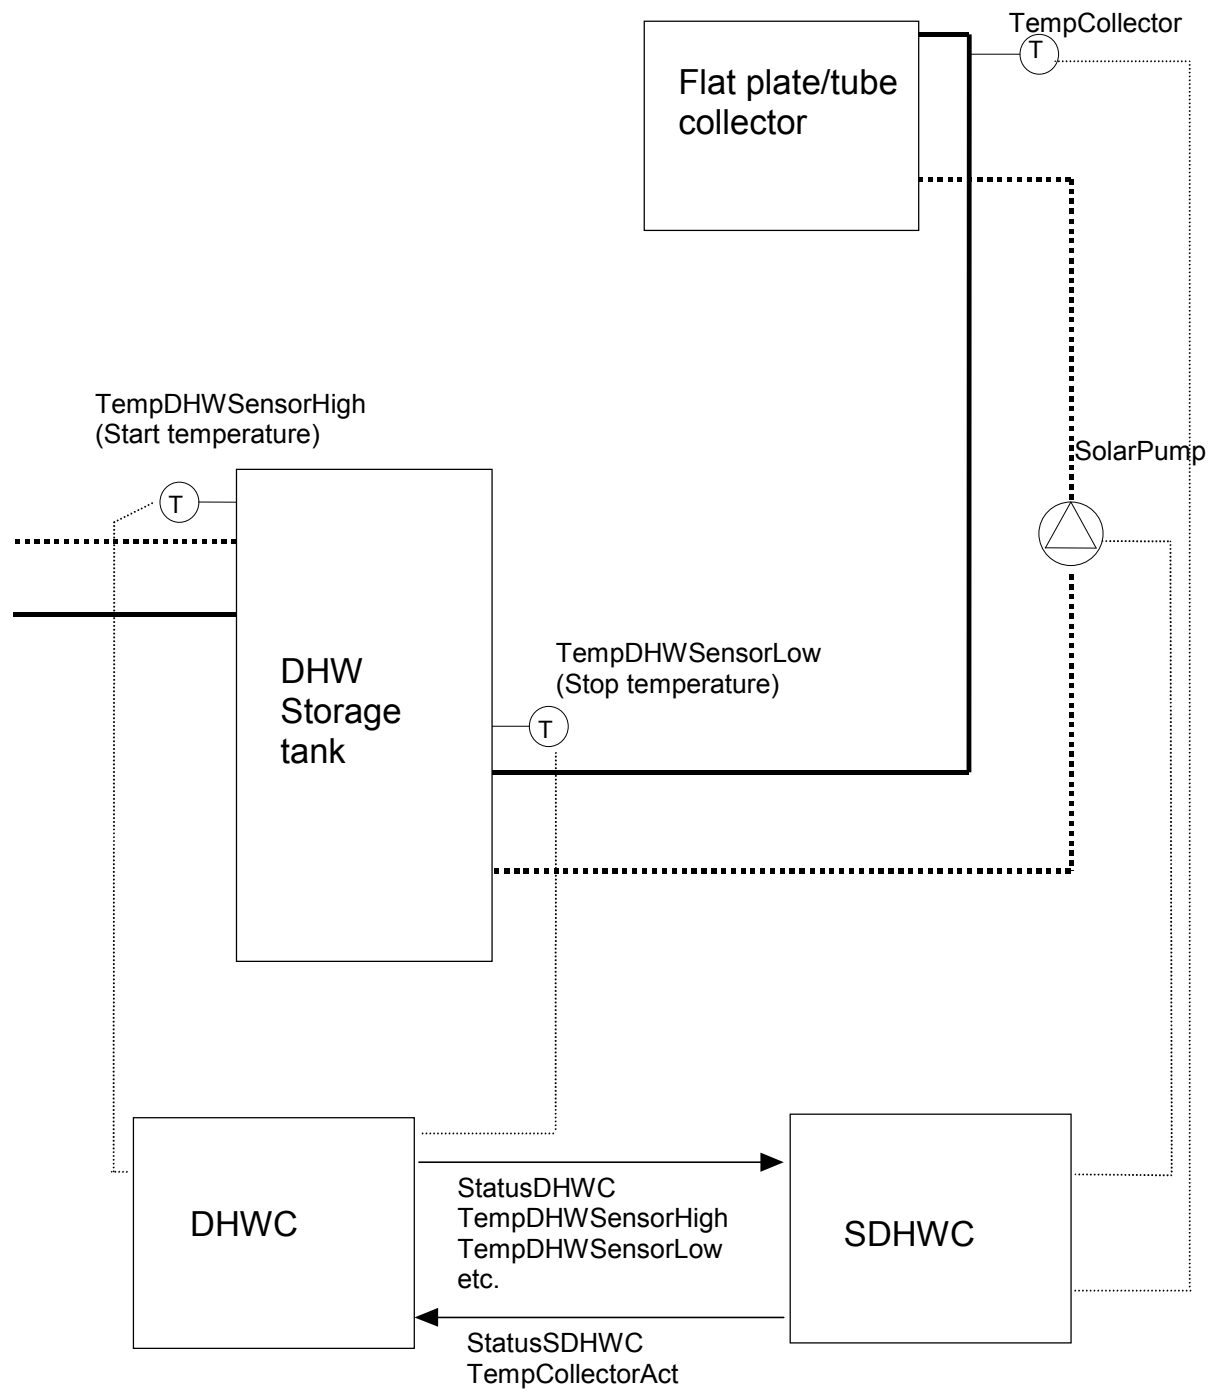 TempCollector
T
Flat plate/tube
collector
TempDHWSensorHigh
(Start temperature)
SolarPump
T
TempDHWSensorLow
(Stop temperature)
DHW
Storage
tank
T
StatusDHWC
TempDHWSensorHigh
TempDHWSensorLow
etc.
DHWC
SDHWC
StatusSDHWC
TempCollectorAct